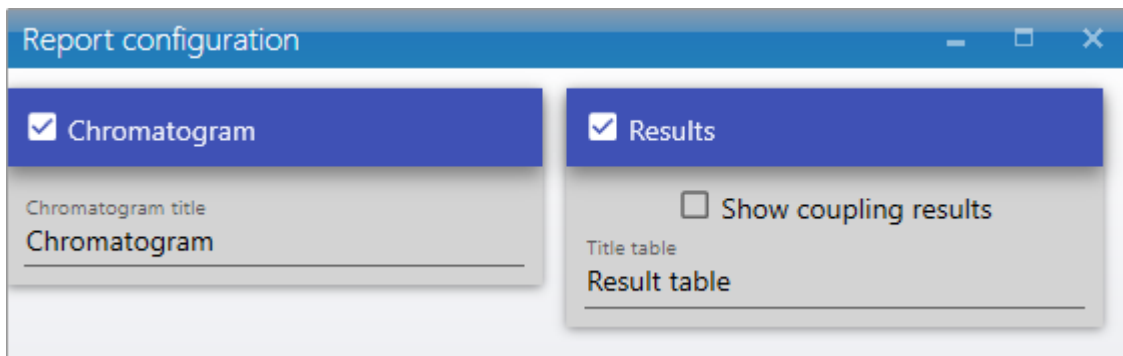 Report configuration
Chromatogram
Chromatogram title
Chromatogram
Results
Show coupling results
Title table
Result table